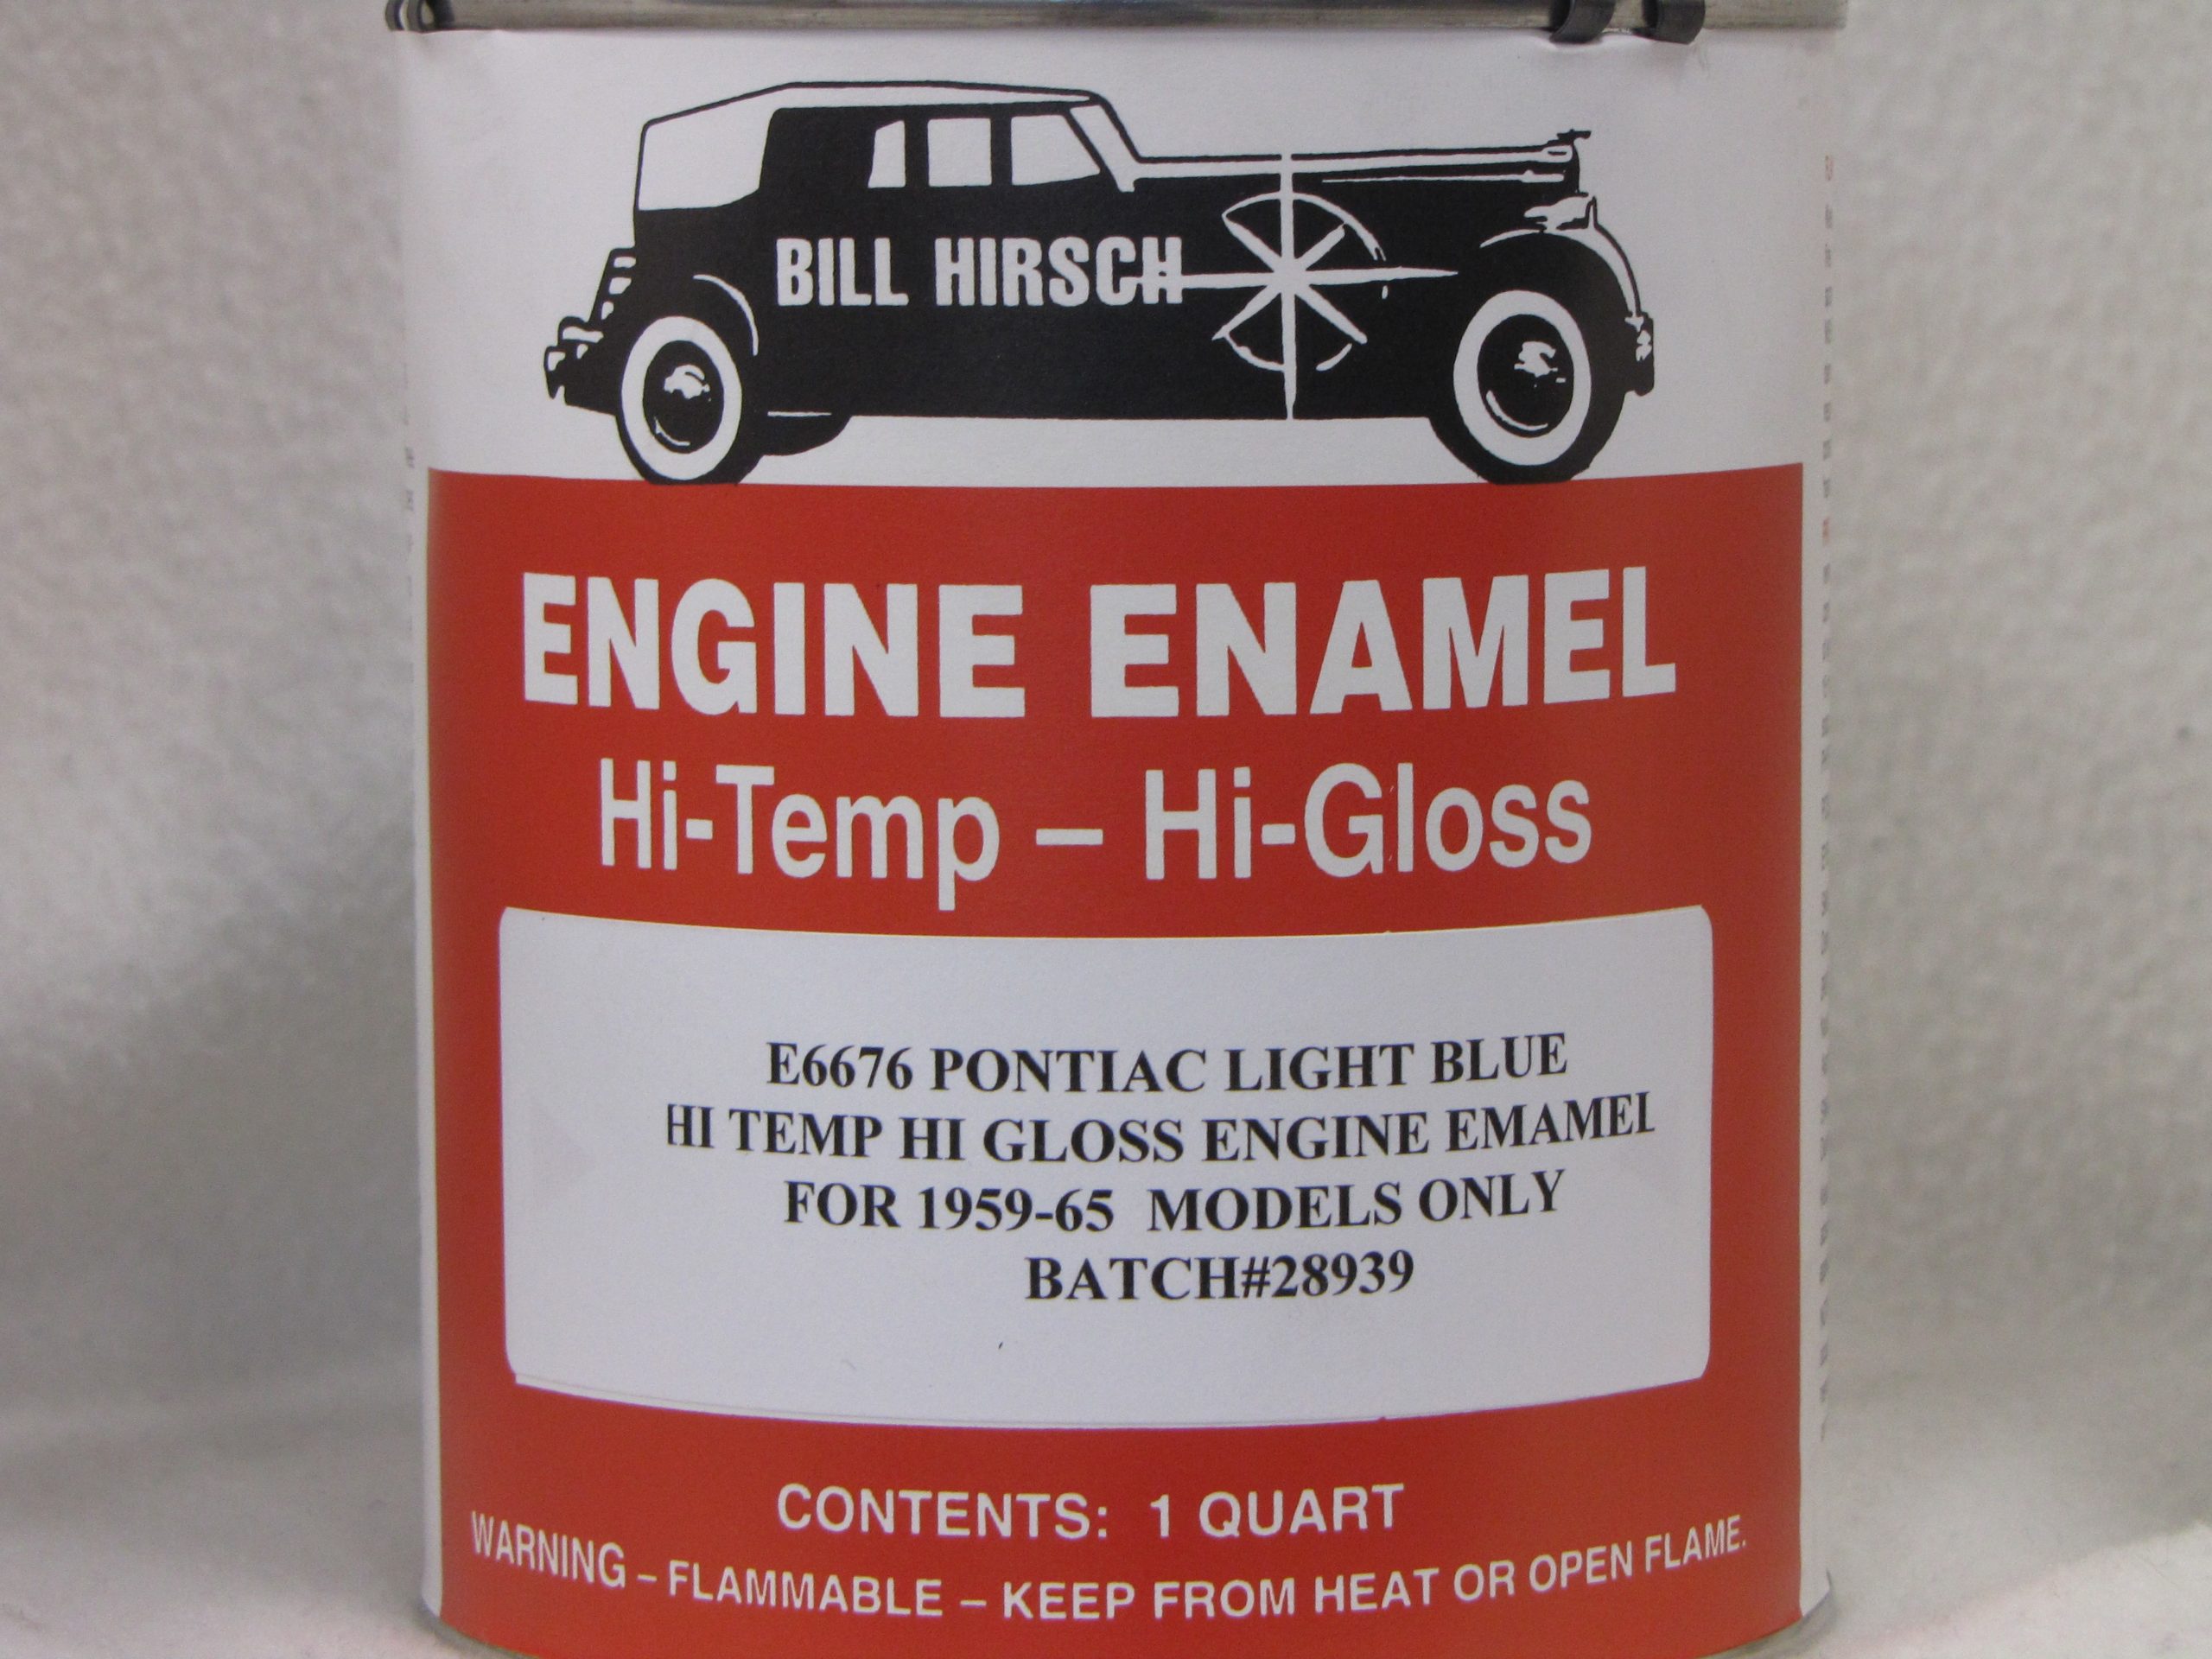 BILL HIRSCH
ENGINE ENAMEL
Hi-Temp – Hi-Gloss
E6676 PONTIAC LIGHT BLUE
HI TEMP HI GLOSS ENGINE EMAMEL
FOR 1959-65 MODELS ONLY
BATCH#28939
CONTENTS: 1 QUART
WARNING – FLAMMABLE – KEEP FROM HEAT OR OPEN FLAME.